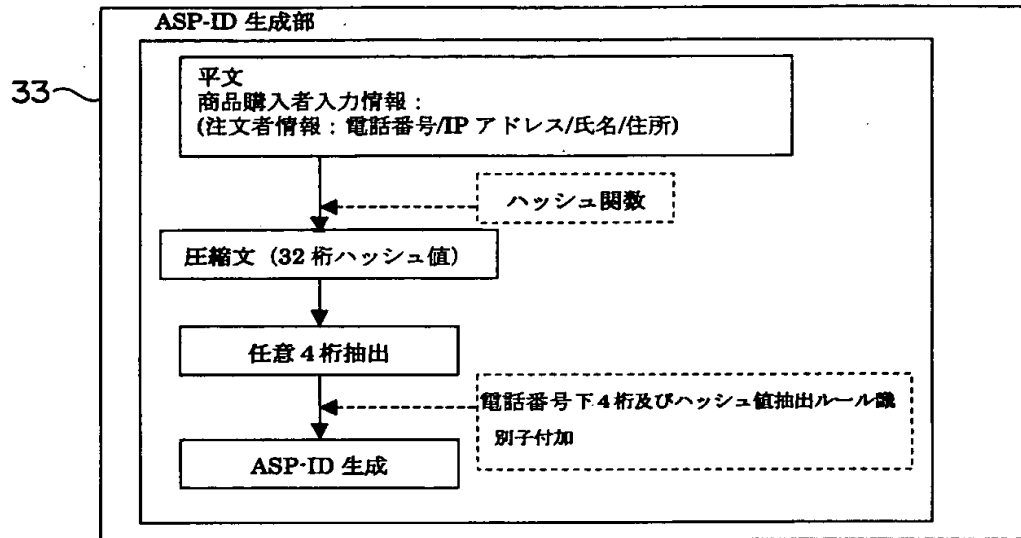 ASP-ID 生成部
33
平文
商品購入者入力情報：
(注文者情報：電話番号/IP アドレス/氏名/住所)
ハッシュ関数
圧縮文（32 桁ハッシュ値）
任意 4 桁抽出
電話番号下 4 桁及びハッシュ値抽出ルール識
別子付加
ASP-ID 生成